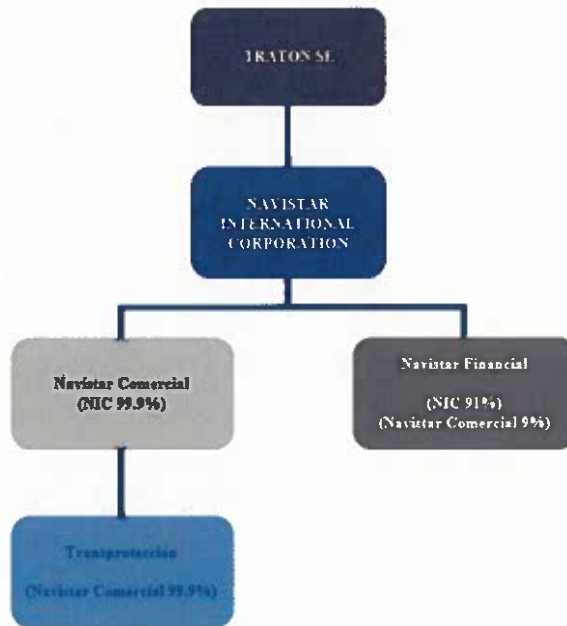 TRATON SE
NAVISTAR
INTERNATIONAL
CORPORATION
Navistar Comercial
(NIC 99.9%)
Navistar Financial
(NIC 91%)
(Navistar Comercial 9%)
Transprotección
(Navistar Comercial 99.9%)